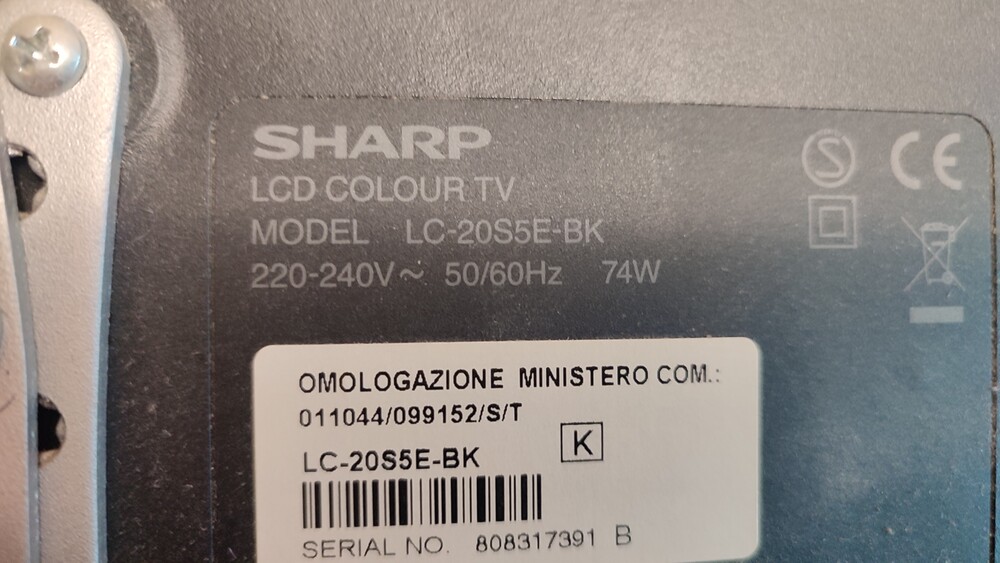 SHARP
LCD COLOUR TV
MODEL LC-20S5E-BK
220-240V~ 50/60Hz 74W
S
CE
OMOLOGAZIONE MINISTERO COM.:
011044/099152/S/T
K
LC-20S5E-BK
SERIAL NO. 808317391 B